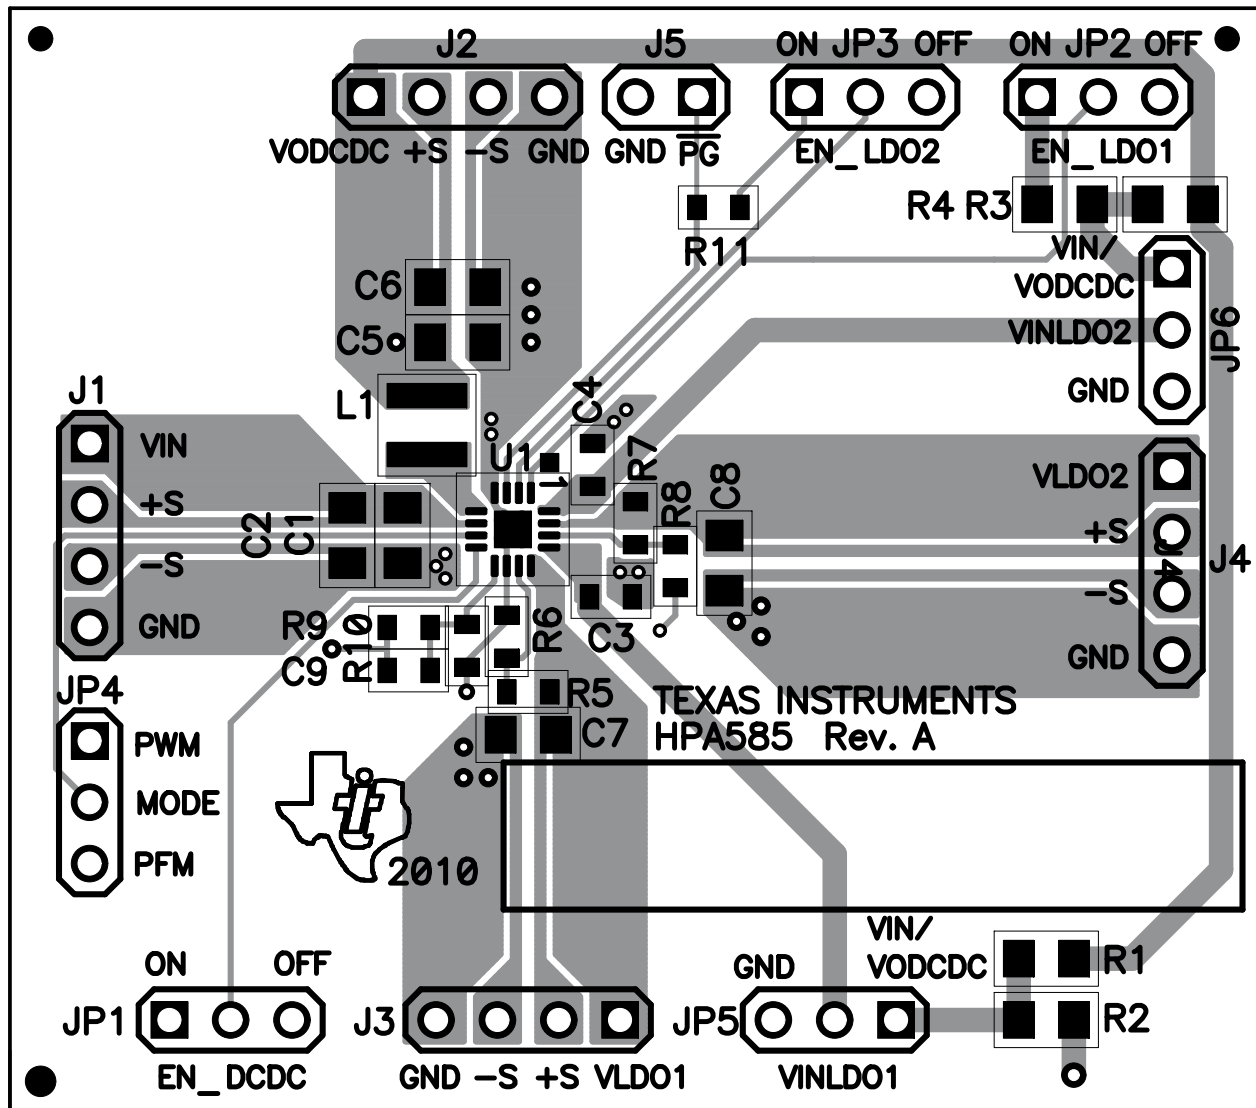 J2
J5
ON JP3 OFF
ON JP2 OFF
VODCDC +S -S GND
GND PG
EN_LDO2
EN_LDO1
R4 R3
R11
VIN/
VODCDC
C6
C5
VINLDO2
JP6
GND
J1
L1
C4
VIN
U1
R7
VLDO2
+S
C2
C1
1
R8
C8
+S
J4
J4
-S
-S
GND
R9
R10
R6
C3
GND
C9
JP4
R5
TEXAS INSTRUMENTS
PWM
C7
HPA585 Rev. A
MODE
PFM
2010
VIN/
ON
OFF
GND
VODCDC
R1
JP1
J3
JP5
R2
EN_DCDC
GND -S +S VLDO1
VINLDO1